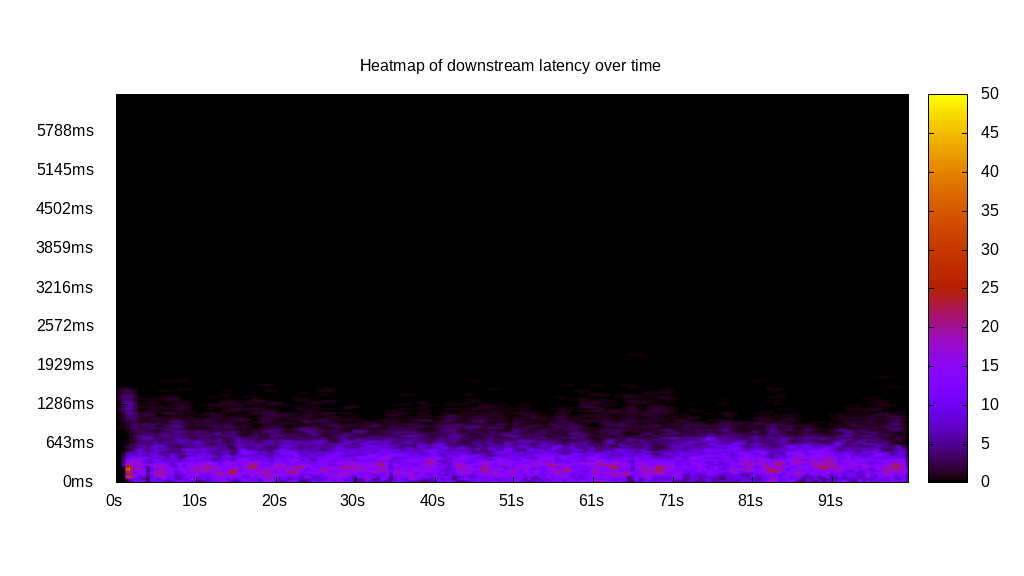 Heatmap of downstream latency over time
5788ms
5145ms
4502ms
3859ms
3216ms
2572ms
1929ms
1286ms
643ms
0ms
0s 10s 20s 30s 40s 51s 61s 71s 81s 91s
50
45
40
35
30
25
20
15
10
5
0